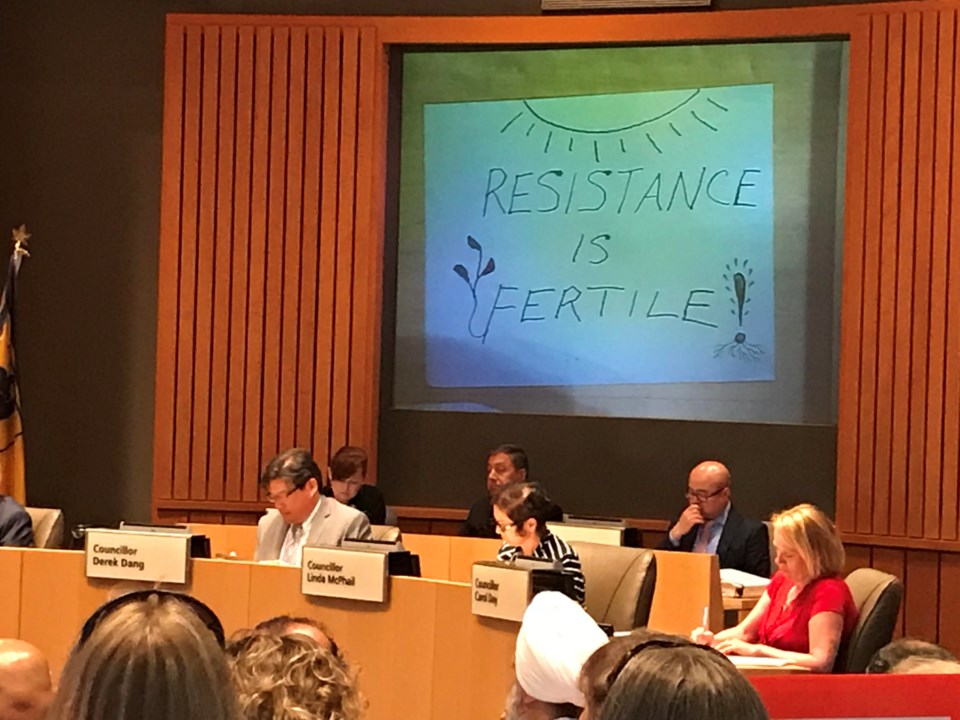 RESISTANCE
IS
FERTILE!
Councillor
Derek Dang
Councillor
Linda McPhail
Councillor
Carol Day